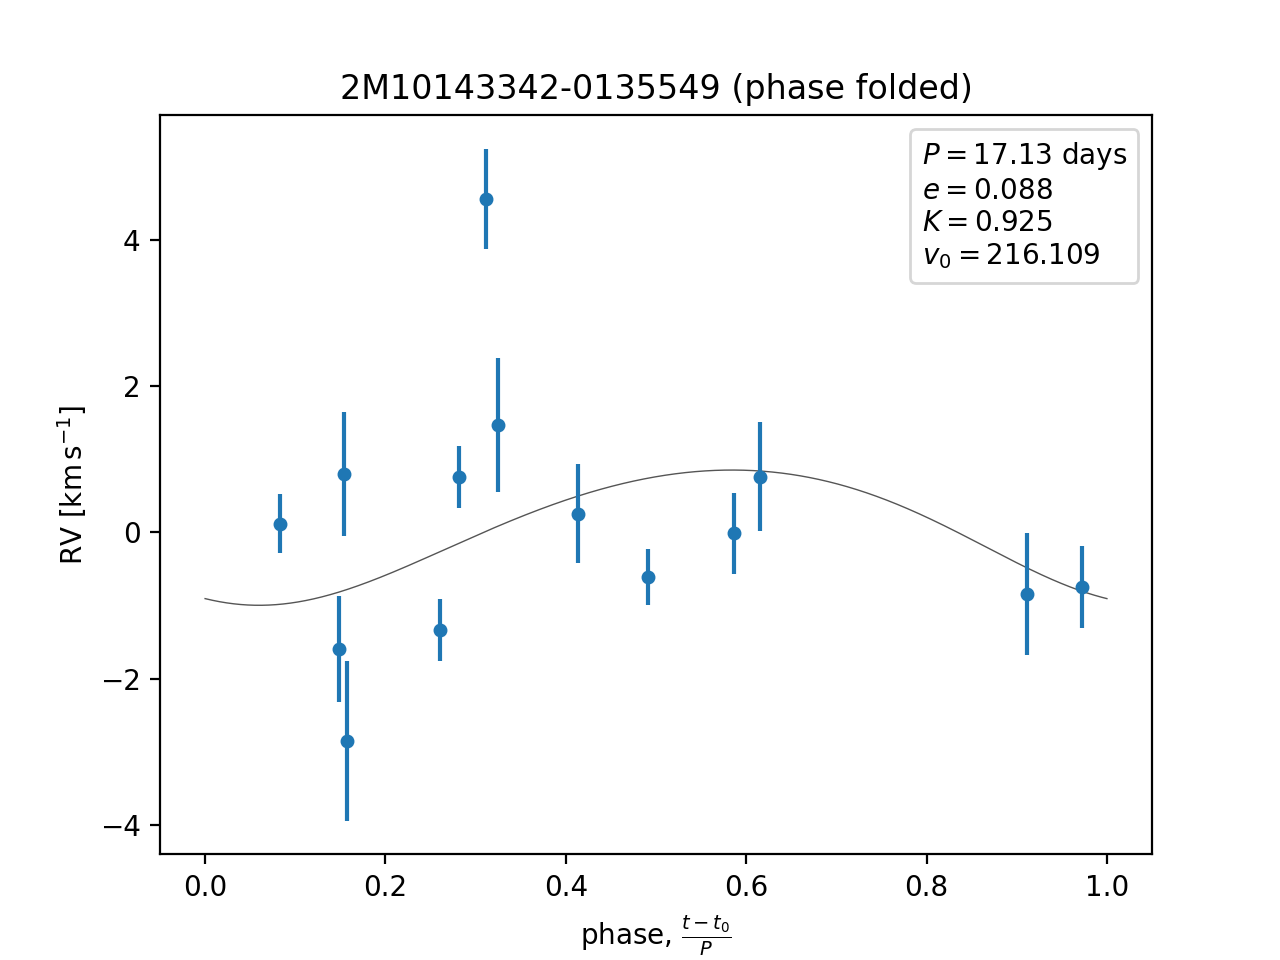 2M10143342-0135549 (phase folded)
P = 17.13 days
e = 0.088
K = 0.925
v₀ = 216.109
RV [km s⁻¹]
4
2
0
−2
−4
0.0 0.2 0.4 0.6 0.8 1.0
phase, (t − t₀)/P